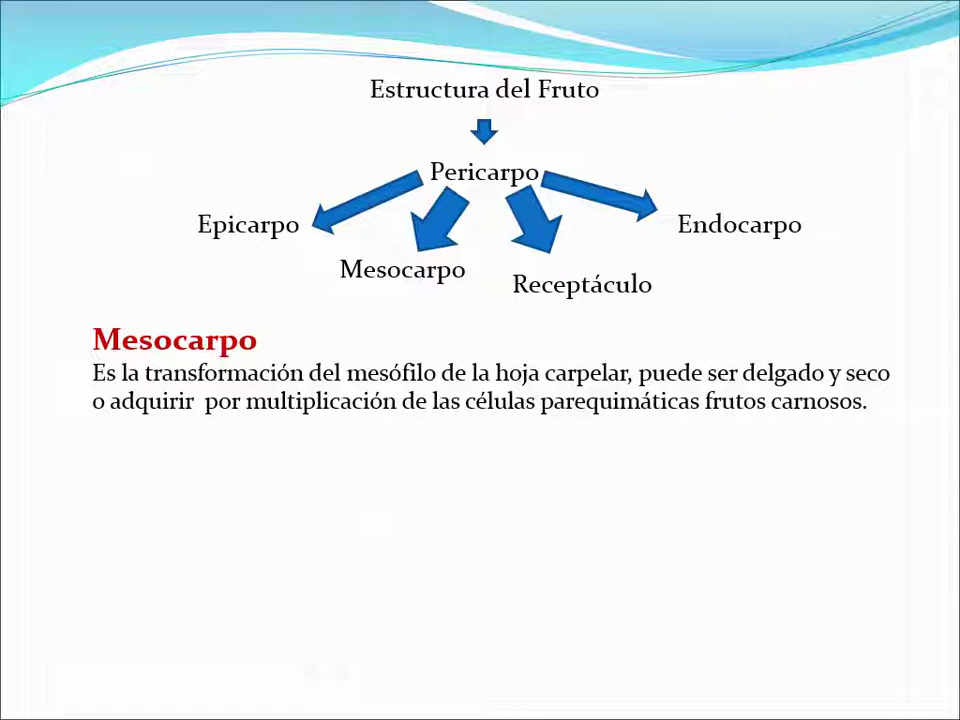 Estructura del Fruto
Pericarpo
Epicarpo
Endocarpo
Mesocarpo
Receptáculo
Mesocarpo
Es la transformación del mesófilo de la hoja carpelar, puede ser delgado y seco
o adquirir por multiplicación de las células parequimáticas frutos carnosos.